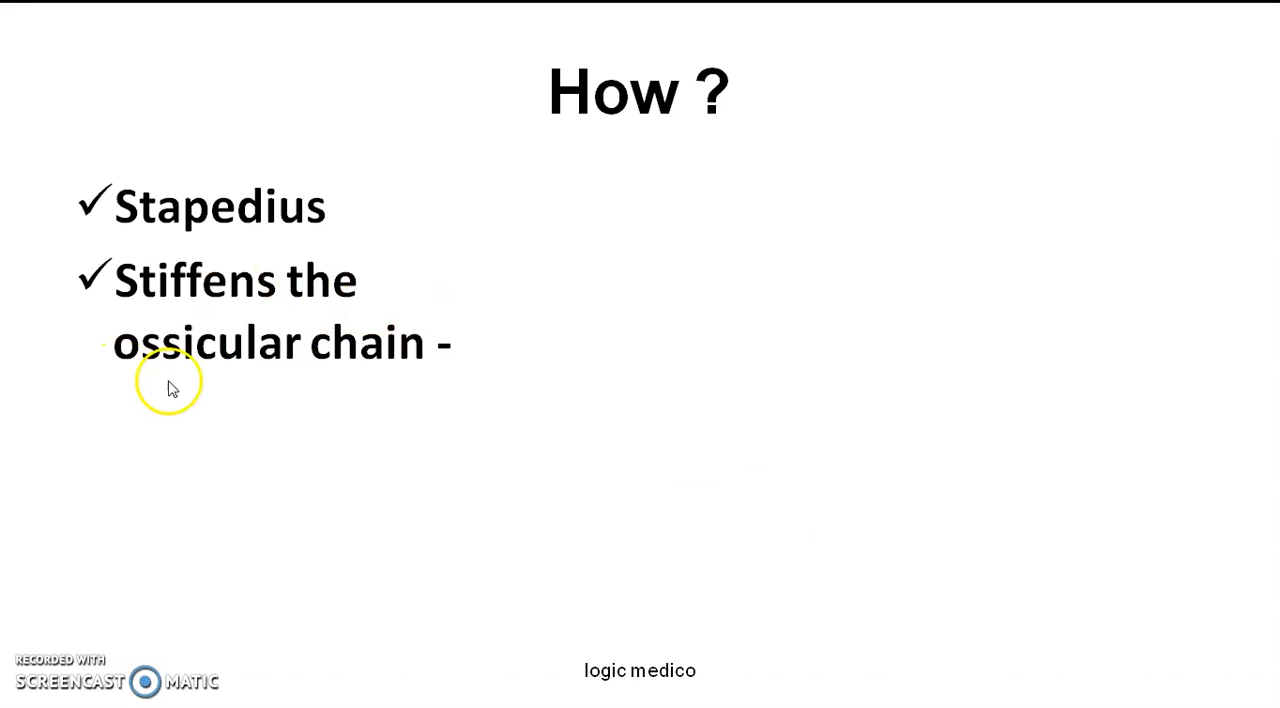 How ?
✓Stapedius
✓Stiffens the
ossicular chain -
RECORDED WITH
SCREENCAST MATIC
logic medico